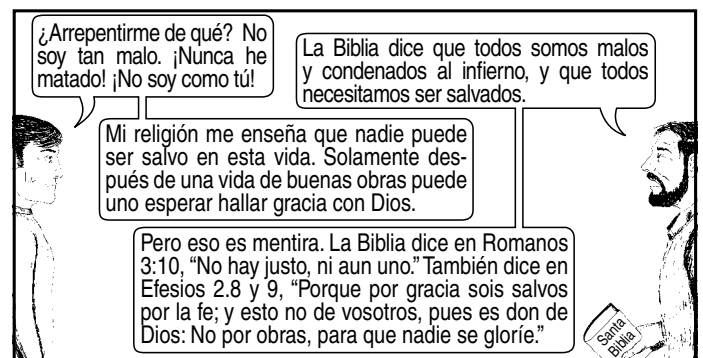 ¿Arrepentirme de qué? No
soy tan malo. ¡Nunca he
matado! ¡No soy como tú!
La Biblia dice que todos somos malos
y condenados al infierno, y que todos
necesitamos ser salvados.
Mi religión me enseña que nadie puede
ser salvo en esta vida. Solamente des-
pués de una vida de buenas obras puede
uno esperar hallar gracia con Dios.
Pero eso es mentira. La Biblia dice en Romanos
3:10, “No hay justo, ni aun uno.” También dice en
Efesios 2.8 y 9, “Porque por gracia sois salvos
por la fe; y esto no de vosotros, pues es don de
Dios: No por obras, para que nadie se gloríe.”
Santa
Biblia